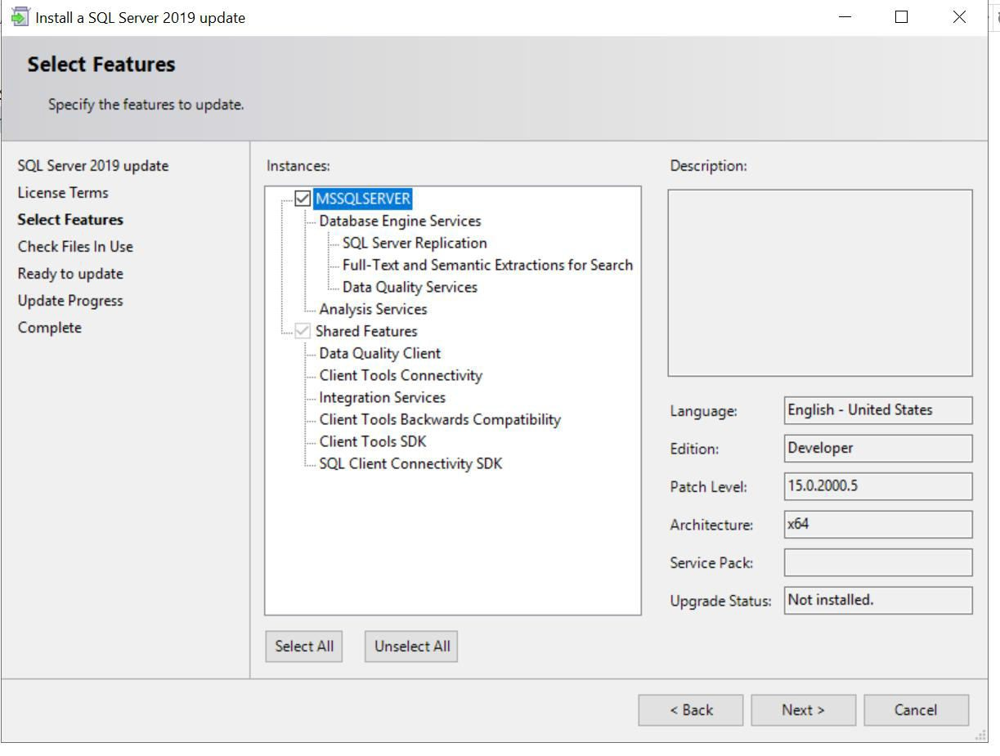 Install a SQL Server 2019 update
Select Features
Specify the features to update.
SQL Server 2019 update
License Terms
Select Features
Check Files In Use
Ready to update
Update Progress
Complete
Instances:
MSSQLSERVER
Database Engine Services
SQL Server Replication
Full-Text and Semantic Extractions for Search
Data Quality Services
Analysis Services
Shared Features
Data Quality Client
Client Tools Connectivity
Integration Services
Client Tools Backwards Compatibility
Client Tools SDK
SQL Client Connectivity SDK
Select All
Unselect All
Description:
Language: English - United States
Edition: Developer
Patch Level: 15.0.2000.5
Architecture: x64
Service Pack:
Upgrade Status: Not installed.
< Back
Next >
Cancel